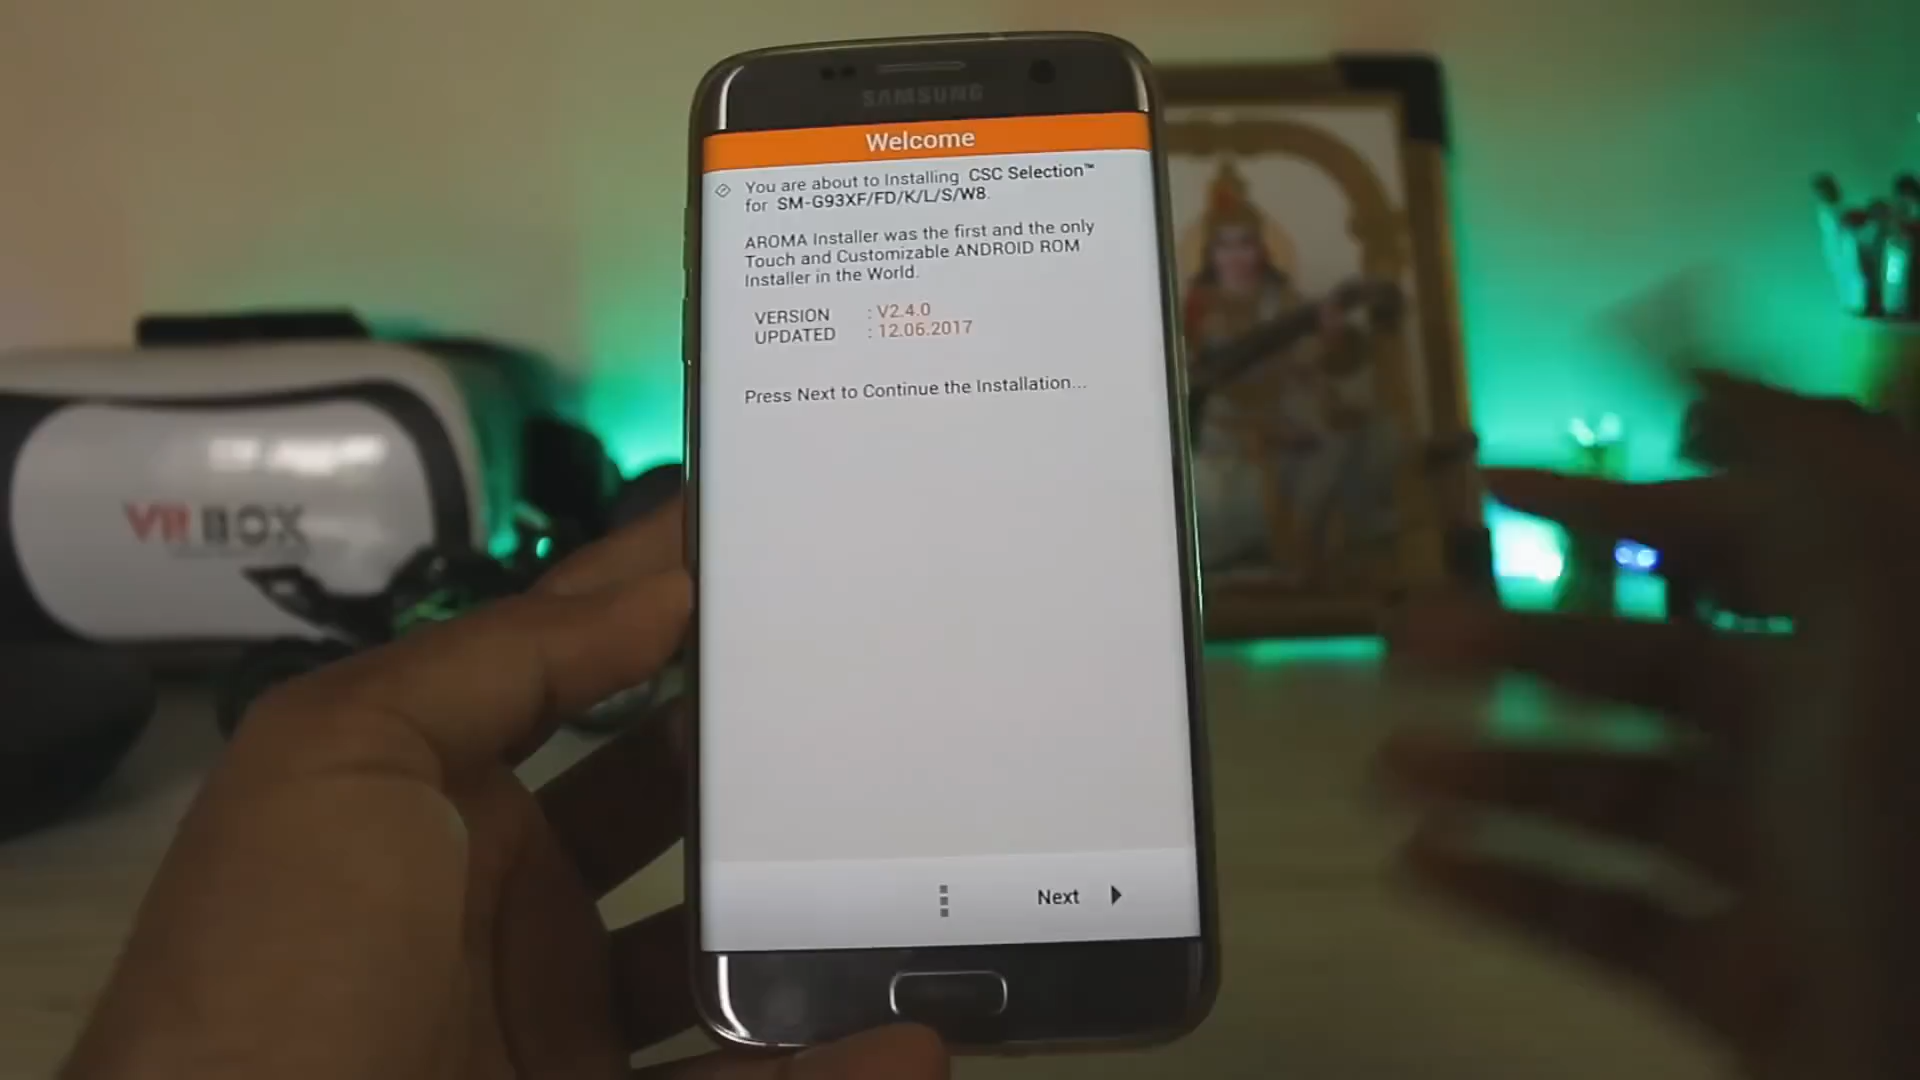 SAMSUNG
Welcome
You are about to Installing CSC Selection™
for SM-G93XF/FD/K/L/S/W8.
AROMA Installer was the first and the only
Touch and Customizable ANDROID ROM
Installer in the World.
VERSION : V2.4.0
UPDATED : 12.06.2017
Press Next to Continue the Installation...
Next
VR BOX